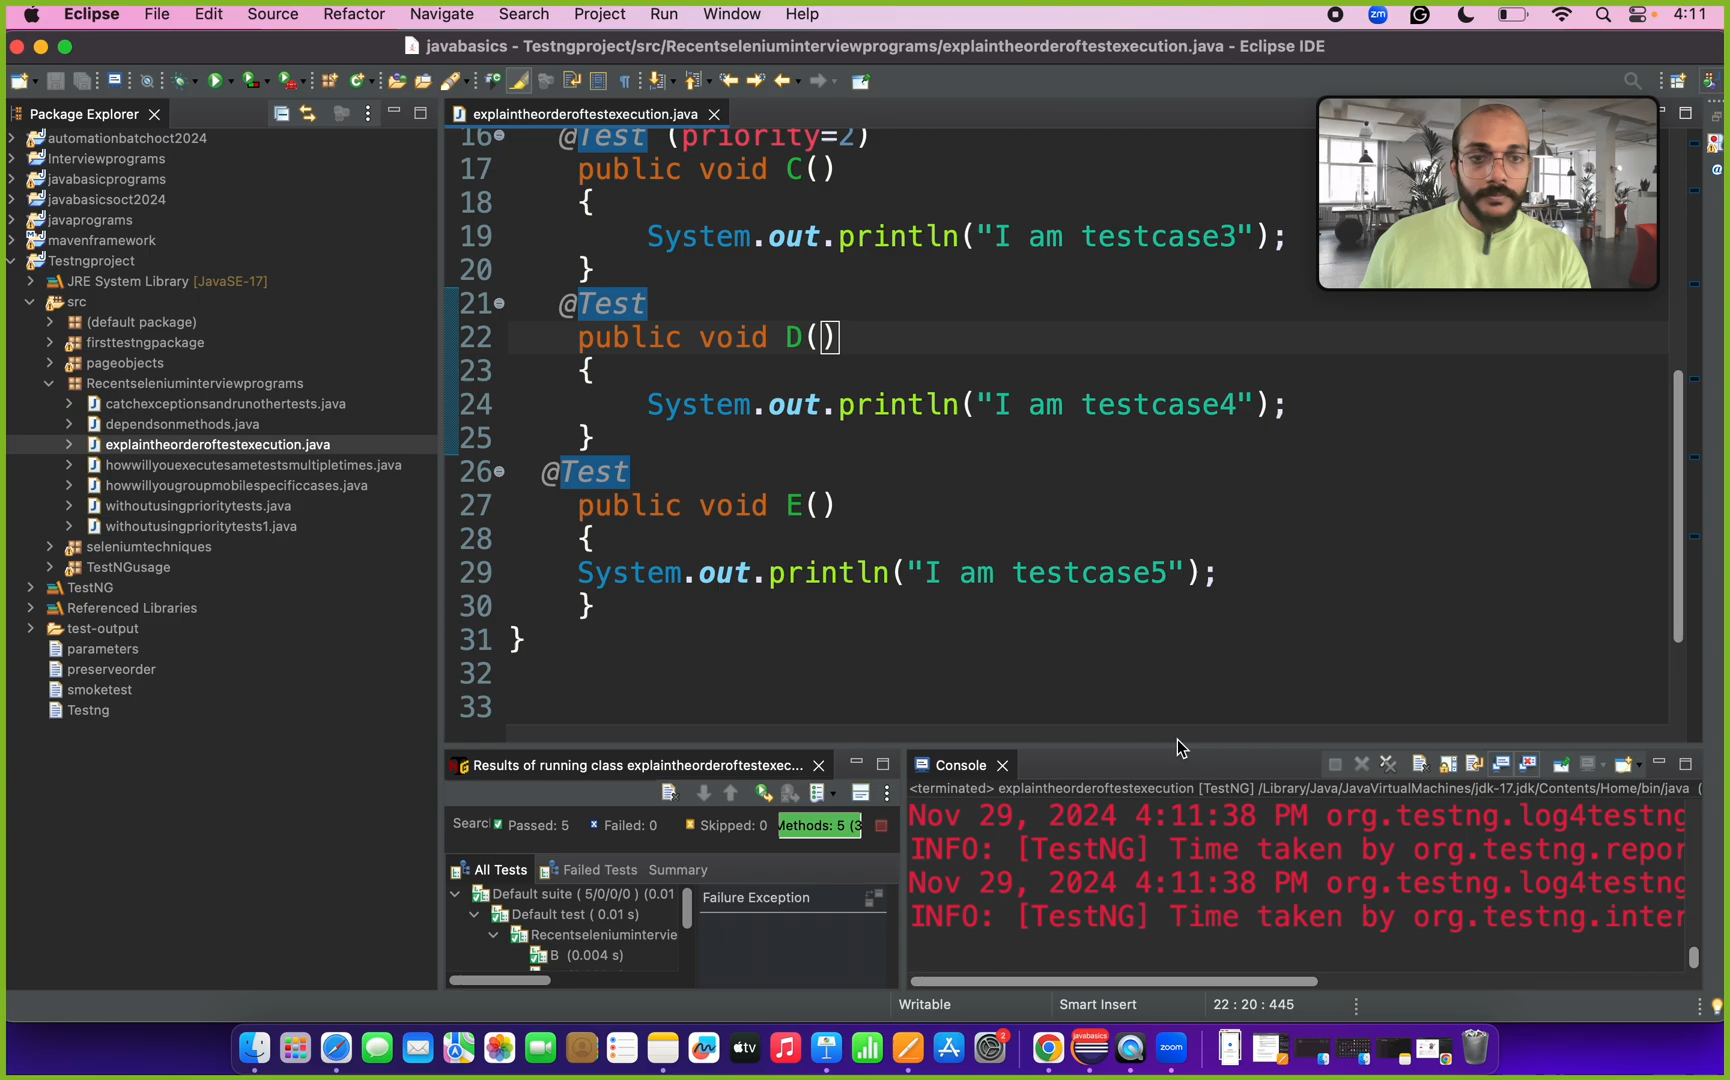 Eclipse File Edit Source Refactor Navigate Search Project Run Window Help zm 4:11
javabasics - Testngproject/src/Recentseleniuminterviewprograms/explaintheorderoftestexecution.java - Eclipse IDE
Package Explorer
automationbatchoct2024
Interviewprograms
javabasicprograms
javabasicsoct2024
javaprograms
mavenframework
Testngproject
JRE System Library [JavaSE-17]
src
(default package)
firsttestngpackage
pageobjects
Recentseleniuminterviewprograms
catchexceptionsandrunothertests.java
dependsonmethods.java
explaintheorderoftestexecution.java
howwillyouexecutesametestsmultipletimes.java
howwillyougroupmobilespecificcases.java
withoutusingprioritytests.java
withoutusingprioritytests1.java
seleniumtechniques
TestNGusage
TestNG
Referenced Libraries
test-output
parameters
preserveorder
smoketest
Testng
explaintheorderoftestexecution.java
16 @Test (priority=2)
17 public void C()
18 {
19 System.out.println("I am testcase3");
20 }
21 @Test
22 public void D()
23 {
24 System.out.println("I am testcase4");
25 }
26 @Test
27 public void E()
28 {
29 System.out.println("I am testcase5");
30 }
31 }
32
33
Results of running class explaintheorderoftestexec...
Passed: 5 Failed: 0 Skipped: 0 Methods: 5 (3
All Tests Failed Tests Summary
Default suite ( 5/0/0/0 ) (0.01
Default test ( 0.01 s)
Recentseleniumintervie
B (0.004 s)
Failure Exception
Console
<terminated> explaintheorderoftestexecution [TestNG] /Library/Java/JavaVirtualMachines/jdk-17.jdk/Contents/Home/bin/java (
Nov 29, 2024 4:11:38 PM org.testng.log4testng
INFO: [TestNG] Time taken by org.testng.repor
Nov 29, 2024 4:11:38 PM org.testng.log4testng
INFO: [TestNG] Time taken by org.testng.inter
Writable Smart Insert 22 : 20 : 445
tv javabasics zoom 2